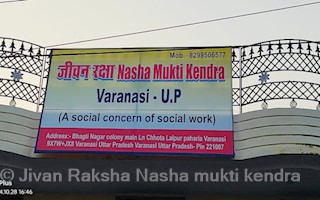 Mob - 8299506577
जीवन रक्षा Nasha Mukti Kendra
Varanasi - U.P
(A social concern of social work)
Address:- Bhagti Nagar colony main Ln Chhota Lalpur paharia Varanasi
8X7W+JX8 Varanasi Uttar Pradesh Varanasi Uttar Pradesh- Pin 221007
© Jivan Raksha Nasha mukti kendra
Plus
4.10.28 16:46